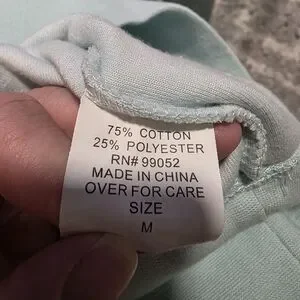 75% COTTON
25% POLYESTER
RN# 99052
MADE IN CHINA
OVER FOR CARE
SIZE
M